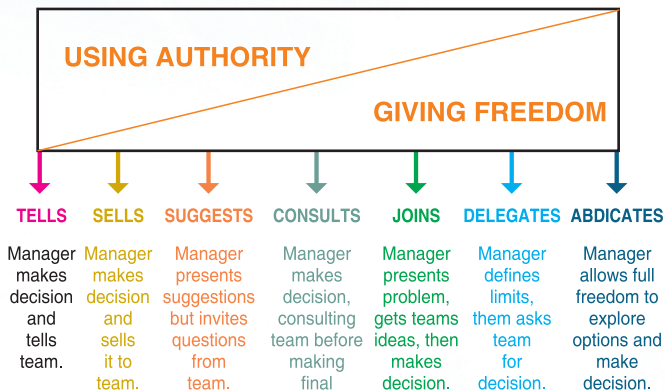 USING AUTHORITY
GIVING FREEDOM
TELLS
Manager
makes
decision
and
tells
team.
SELLS
Manager
makes
decision
and
sells
it to
team.
SUGGESTS
Manager
presents
suggestions
but invites
questions
from
team.
CONSULTS
Manager
makes
decision,
consulting
team before
making
final
JOINS
Manager
presents
problem,
gets teams
ideas, then
makes
decision.
DELEGATES
Manager
defines
limits,
them asks
team
for
decision.
ABDICATES
Manager
allows full
freedom to
explore
options and
make
decision.